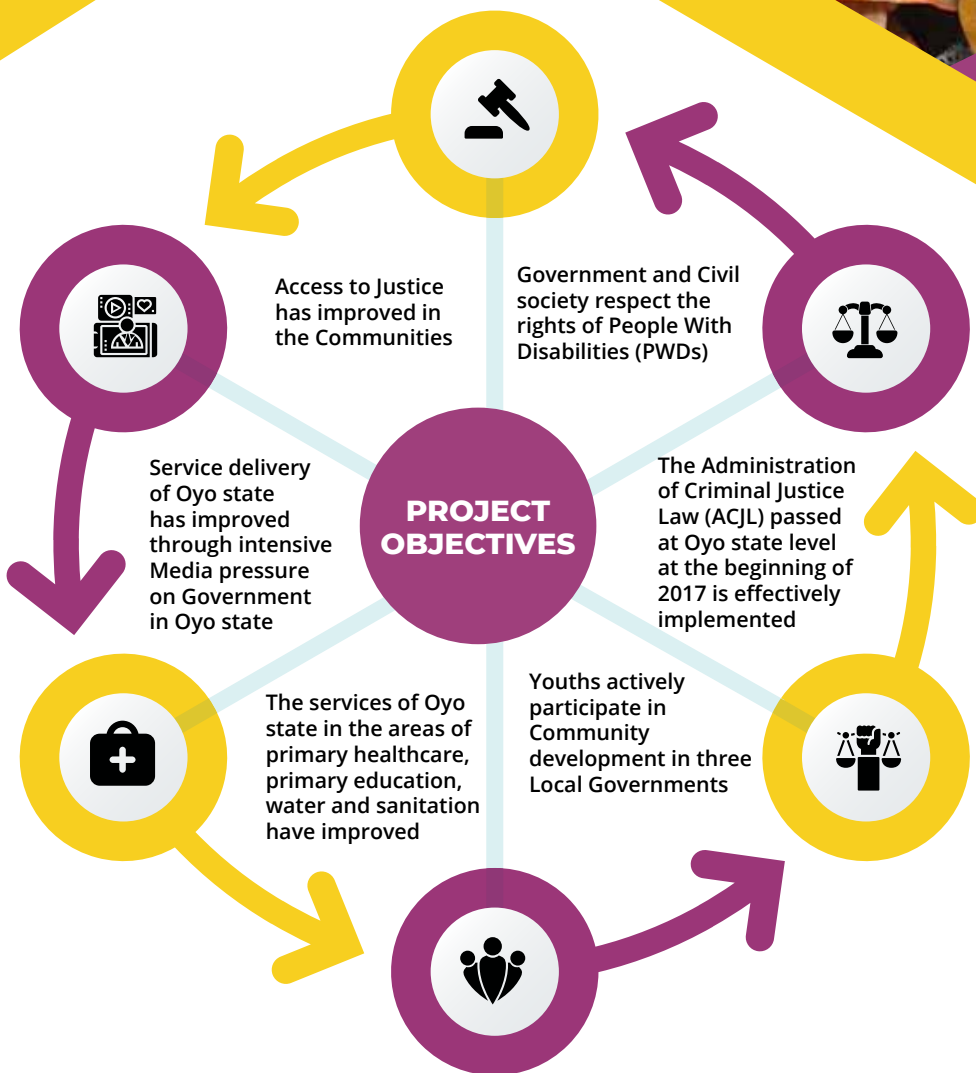 Access to Justice
has improved in
the Communities
Government and Civil
society respect the
rights of People With
Disabilities (PWDs)
Service delivery
of Oyo state
has improved
through intensive
Media pressure
on Government
in Oyo state
PROJECT
OBJECTIVES
The Administration
of Criminal Justice
Law (ACJL) passed
at Oyo state level
at the beginning of
2017 is effectively
implemented
The services of Oyo
state in the areas of
primary healthcare,
primary education,
water and sanitation
have improved
Youths actively
participate in
Community
development in three
Local Governments